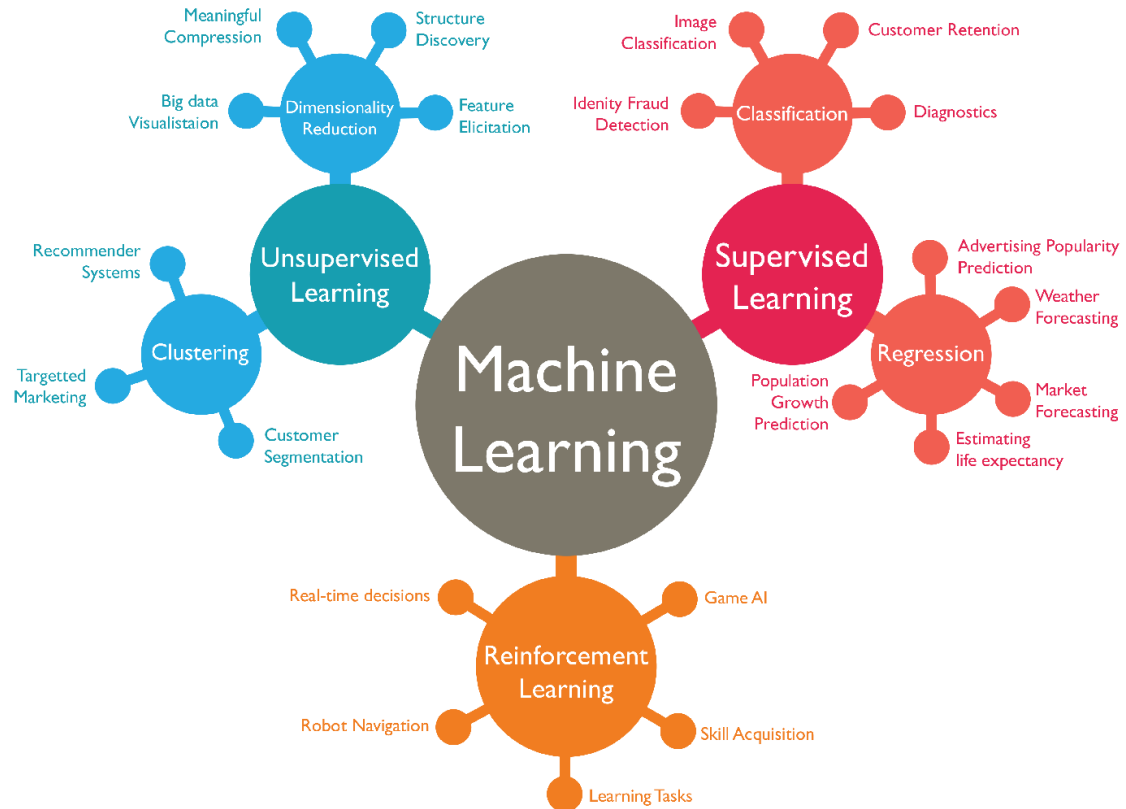 Meaningful
Compression
Structure
Discovery
Big data
Visualistaion
Dimensionality
Reduction
Feature
Elicitation
Image
Classification
Customer Retention
Idenity Fraud
Detection
Classification
Diagnostics
Unsupervised
Learning
Supervised
Learning
Recommender
Systems
Clustering
Targetted
Marketing
Customer
Segmentation
Machine
Learning
Advertising Popularity
Prediction
Weather
Forecasting
Regression
Population
Growth
Prediction
Market
Forecasting
Estimating
life expectancy
Real-time decisions
Game AI
Reinforcement
Learning
Robot Navigation
Skill Acquisition
Learning Tasks